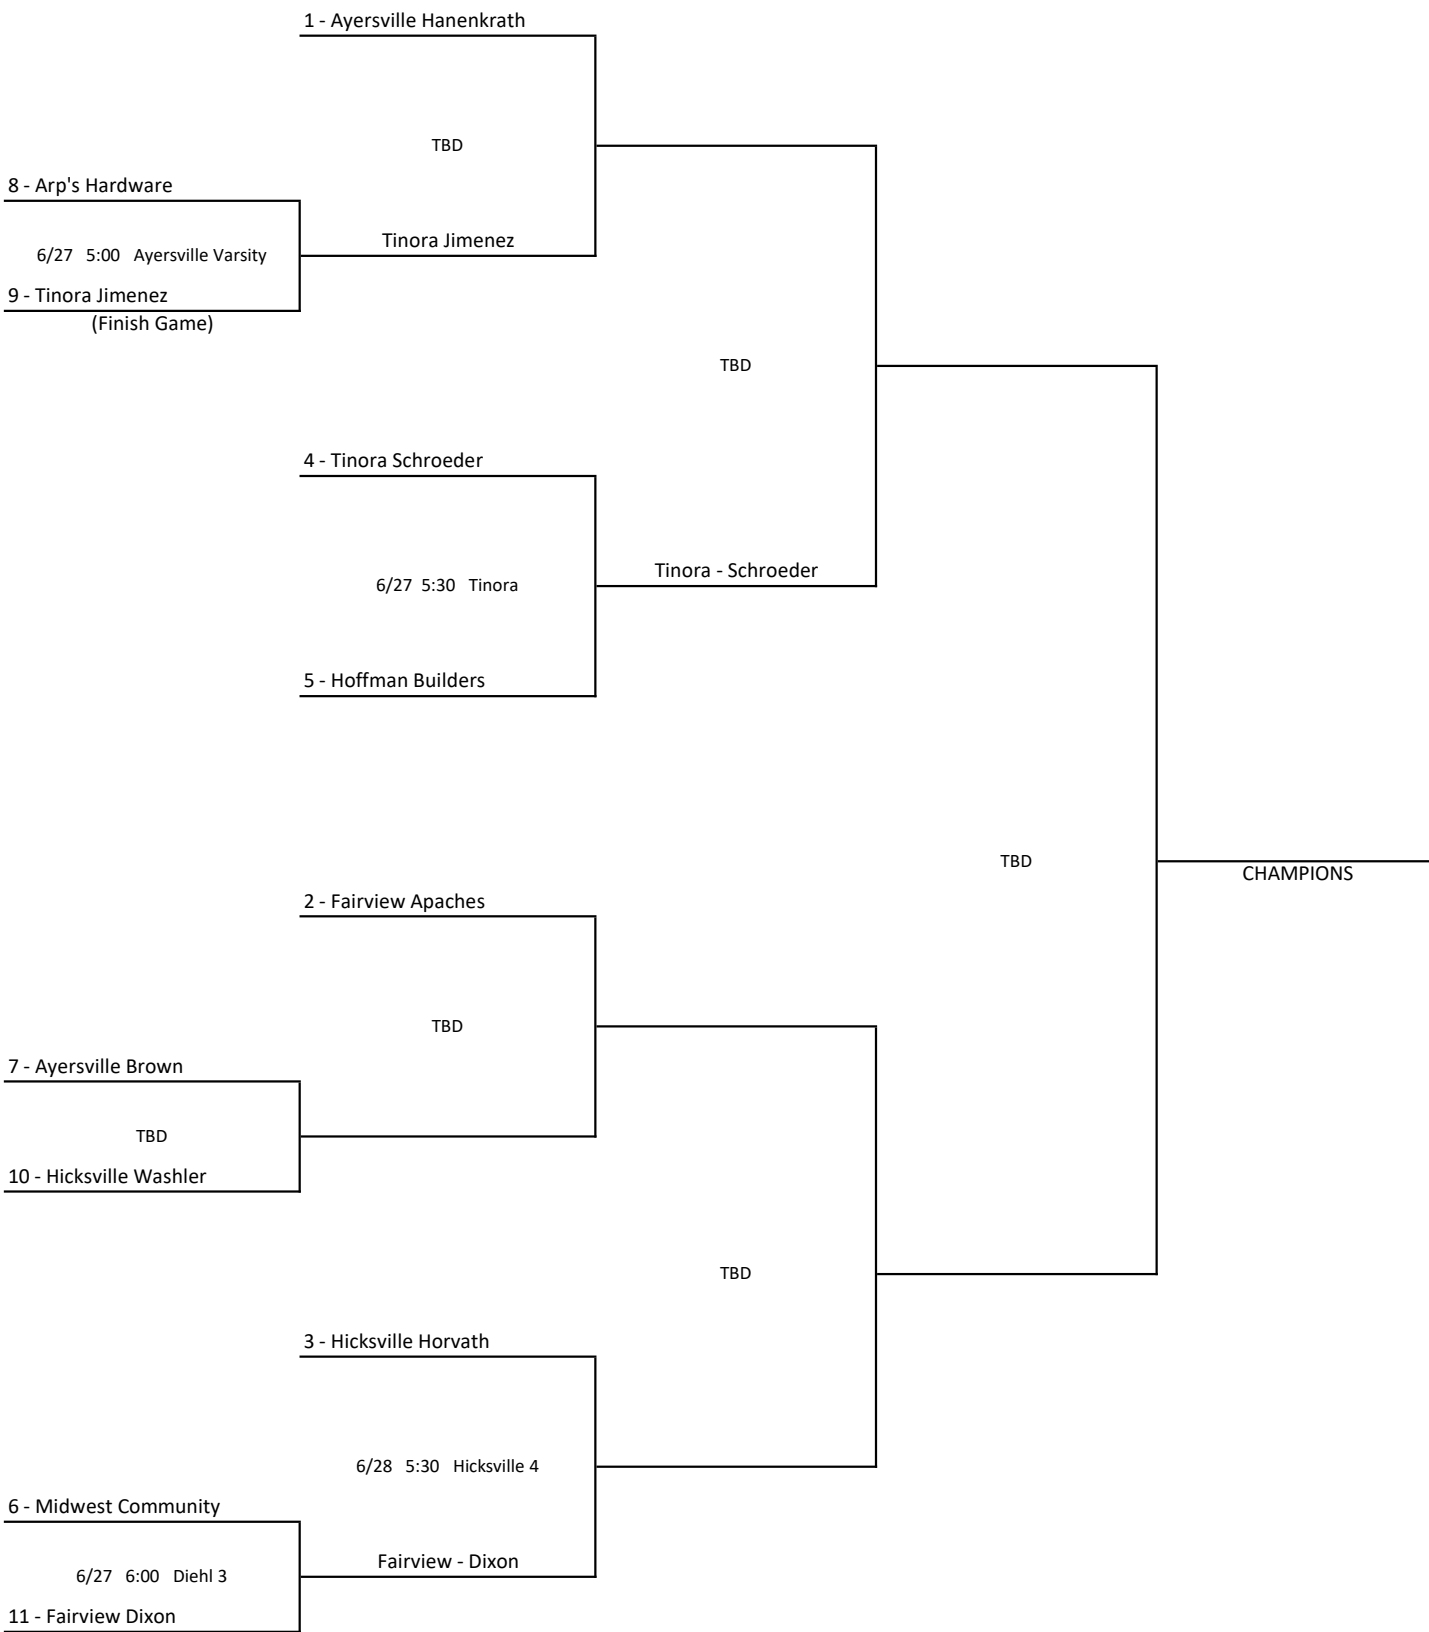 1 - Ayersville Hanenkrath
TBD
8 - Arp's Hardware
Tinora Jimenez
6/27 5:00 Ayersville Varsity
9 - Tinora Jimenez
(Finish Game)
TBD
4 - Tinora Schroeder
Tinora - Schroeder
6/27 5:30 Tinora
5 - Hoffman Builders
TBD
CHAMPIONS
2 - Fairview Apaches
TBD
7 - Ayersville Brown
TBD
10 - Hicksville Washler
TBD
3 - Hicksville Horvath
6/28 5:30 Hicksville 4
6 - Midwest Community
Fairview - Dixon
6/27 6:00 Diehl 3
11 - Fairview Dixon